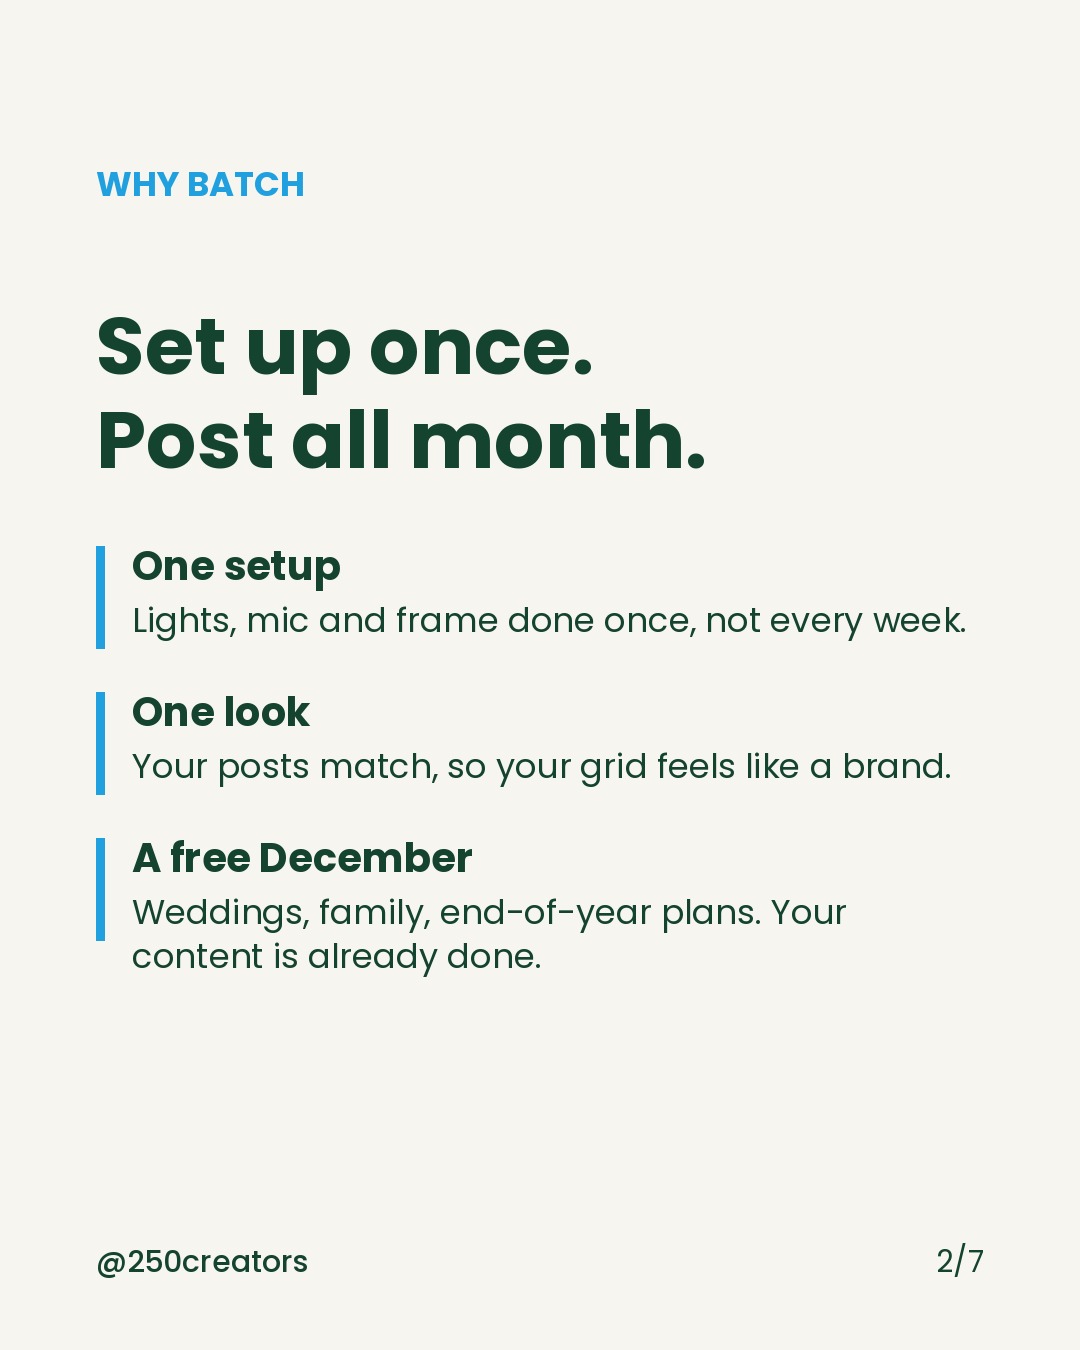 WHY BATCH
Set up once.
Post all month.
One setup
Lights, mic and frame done once, not every week.
One look
Your posts match, so your grid feels like a brand.
A free December
Weddings, family, end-of-year plans. Your
content is already done.
@250creators
2/7